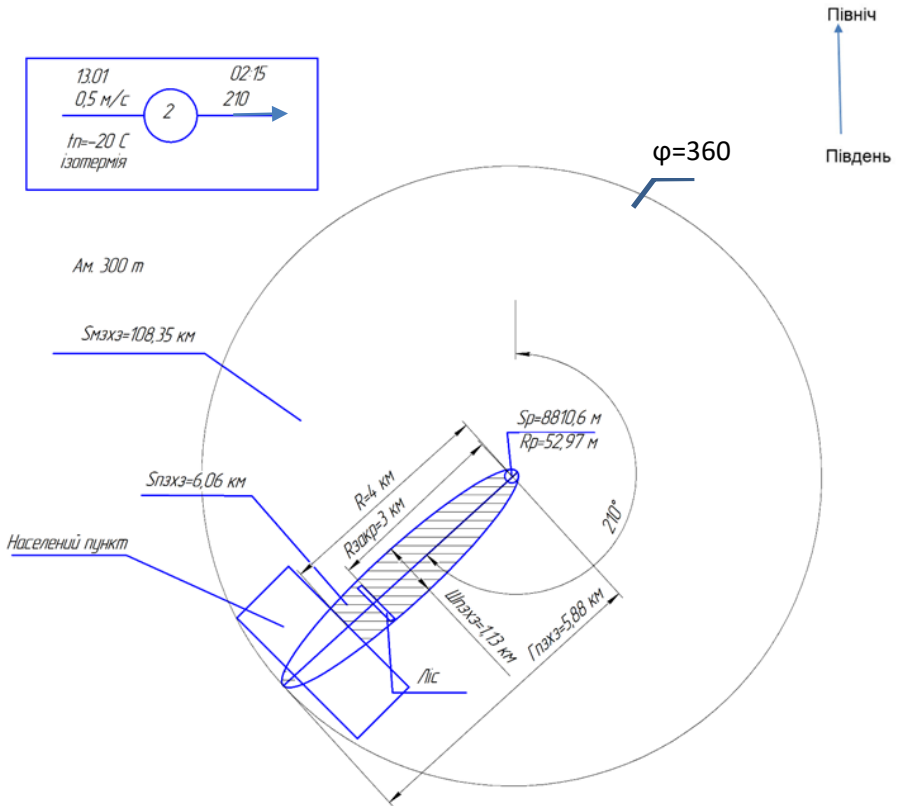 Північ
Південь
13.01
02:15
0,5 м/с
2
210
tп=-20 С
ізотермія
φ=360
Ам. 300 т
Sмзхз=108,35 км
Sр=8810,6 м
Rр=52,97 м
Sпзхз=6,06 км
R=4 км
Rзакр=3 км
210°
Населений пункт
Шпзхз=1,13 км
Гпзхз=5,88 км
Ліс